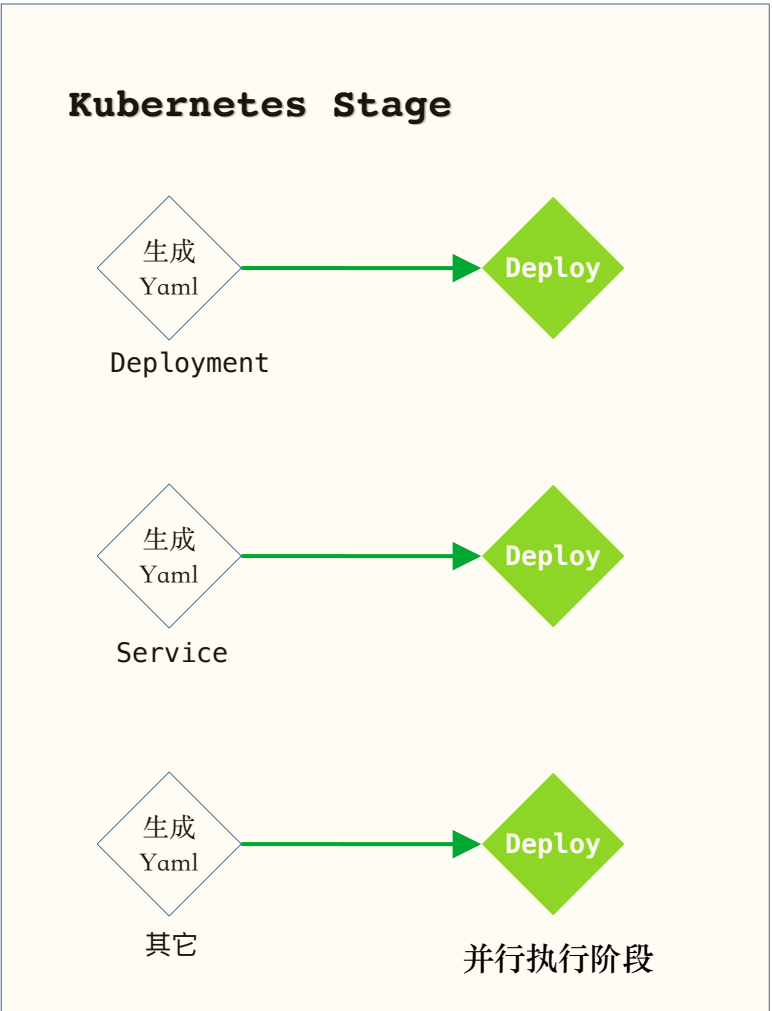 Kubernetes Stage
生成
Yaml
Deploy
Deployment
生成
Yaml
Deploy
Service
生成
Yaml
Deploy
其它
并行执行阶段